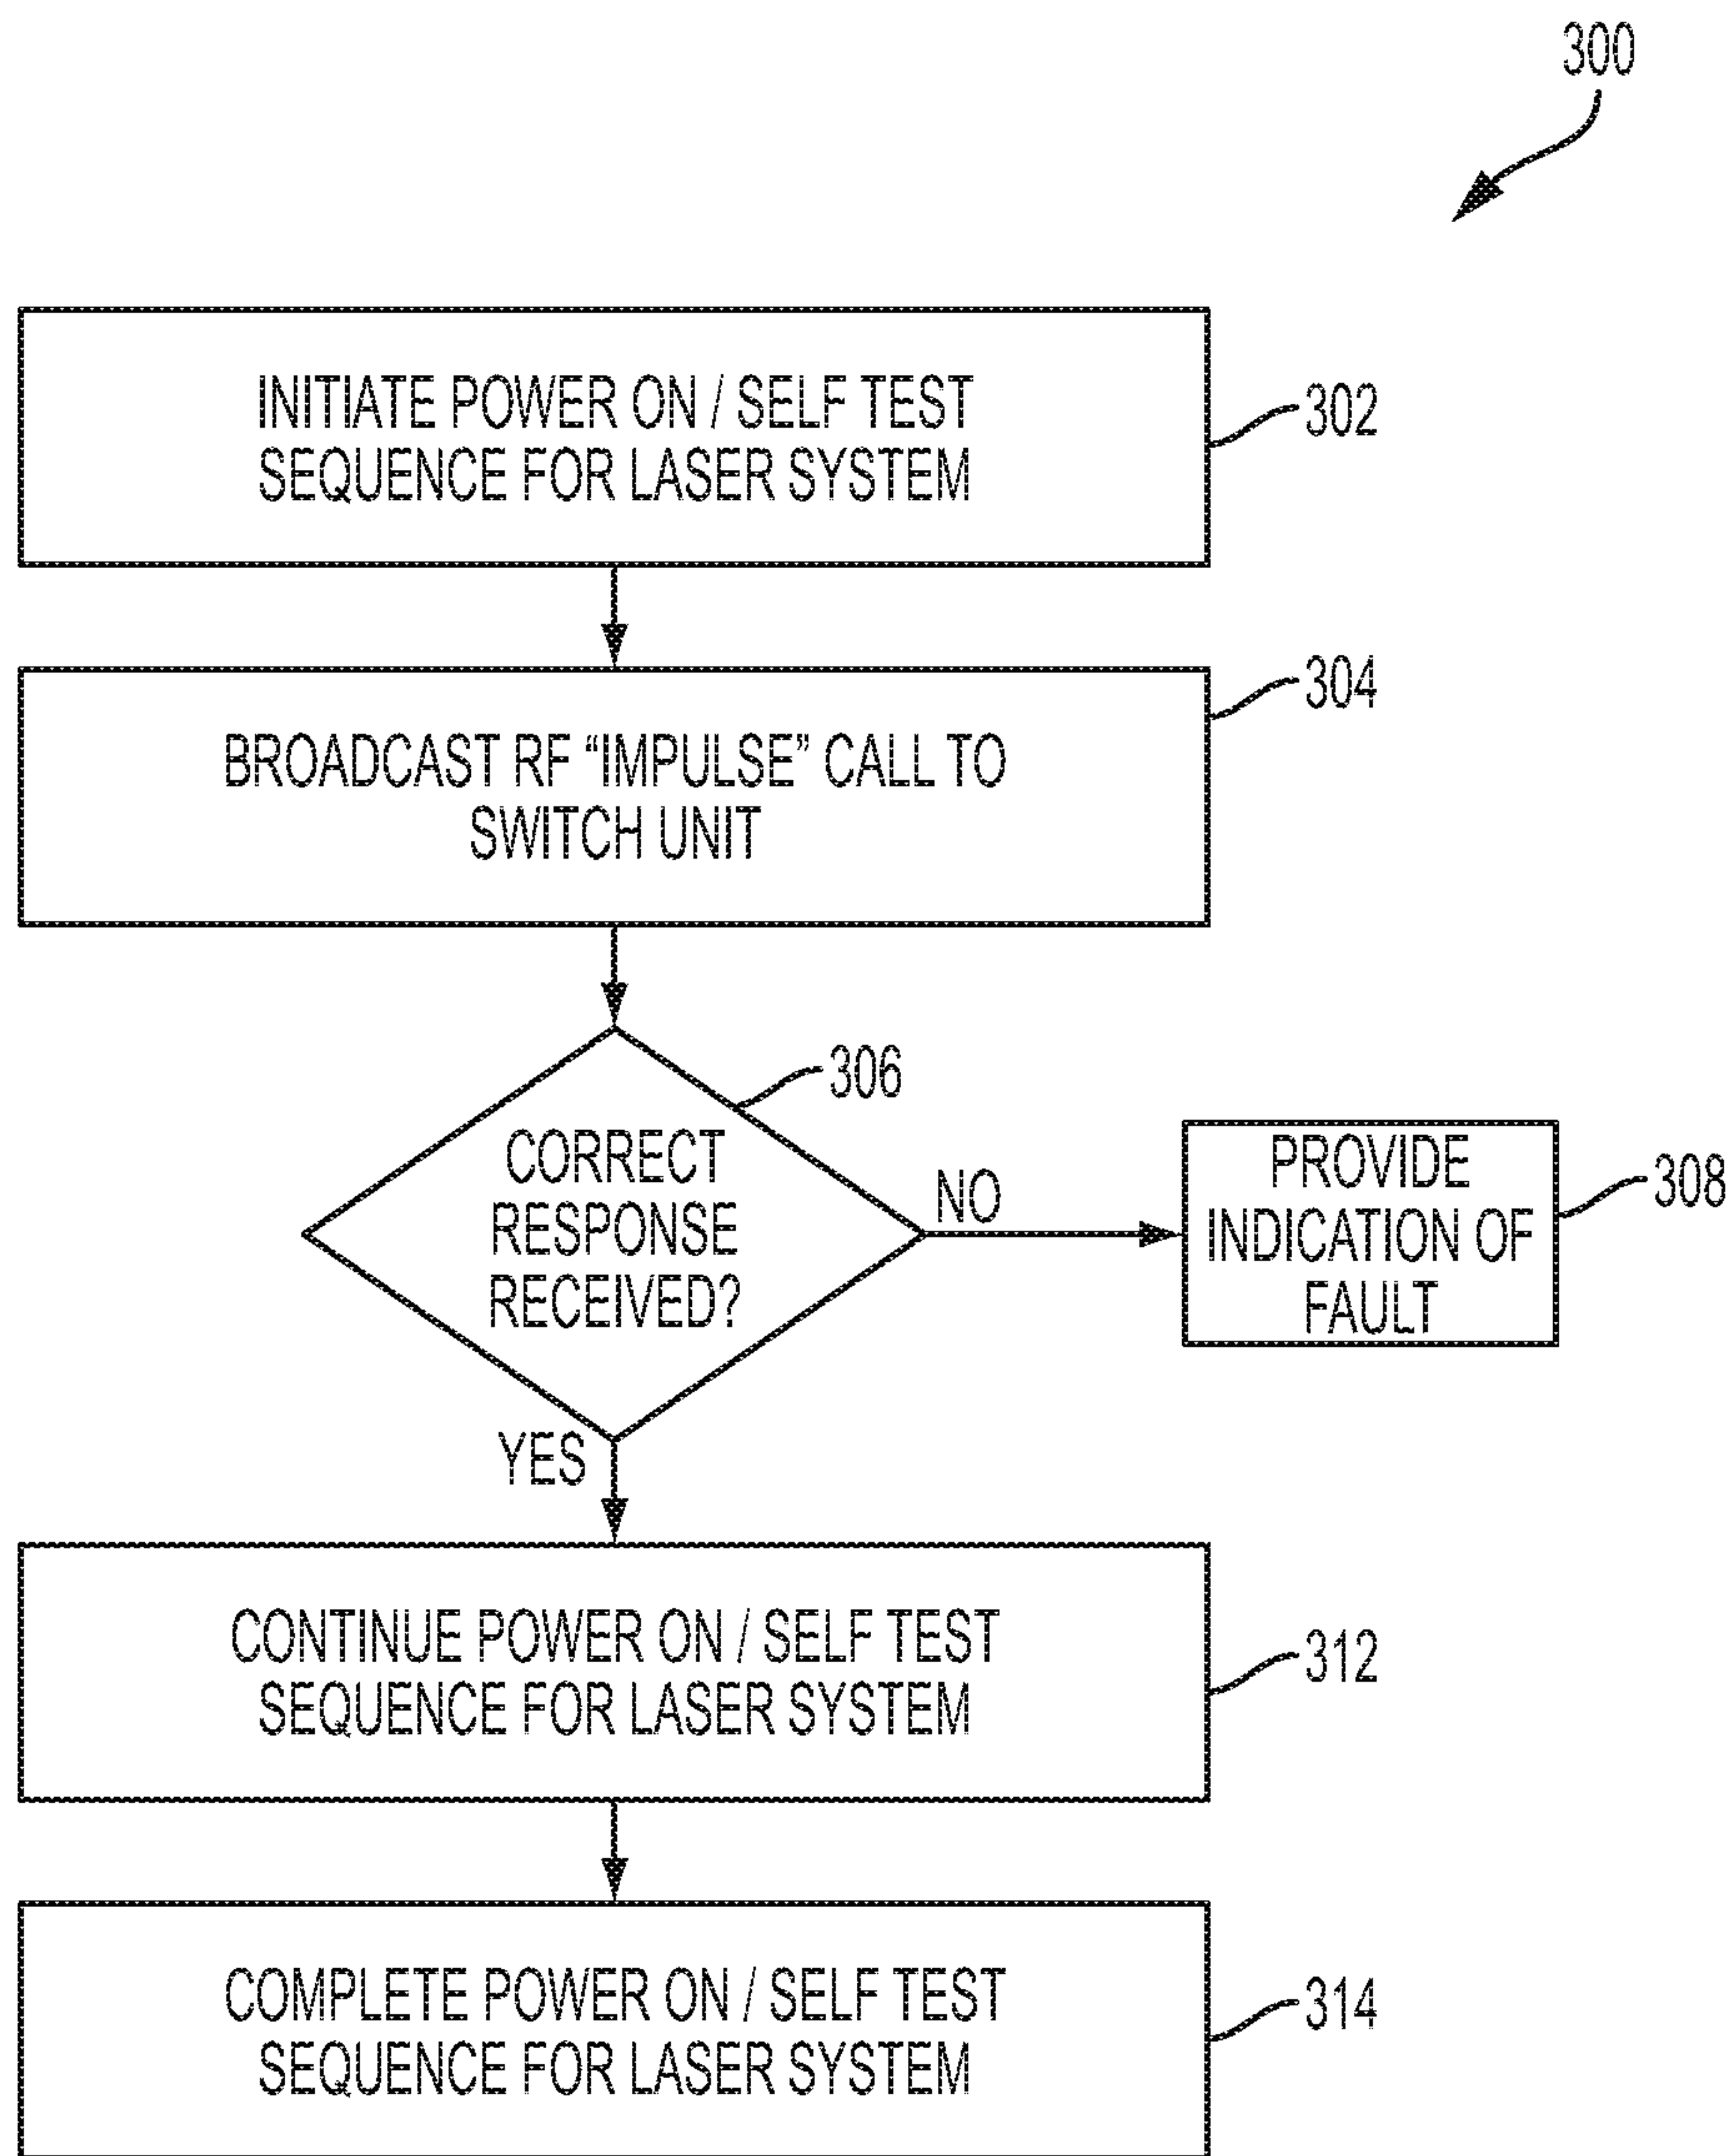 300
INITIATE POWER ON / SELF TEST
SEQUENCE FOR LASER SYSTEM
302
BROADCAST RF “IMPULSE” CALL TO
SWITCH UNIT
304
306
CORRECT
RESPONSE
RECEIVED?
NO
PROVIDE
INDICATION OF
FAULT
308
YES
CONTINUE POWER ON / SELF TEST
SEQUENCE FOR LASER SYSTEM
312
COMPLETE POWER ON / SELF TEST
SEQUENCE FOR LASER SYSTEM
314